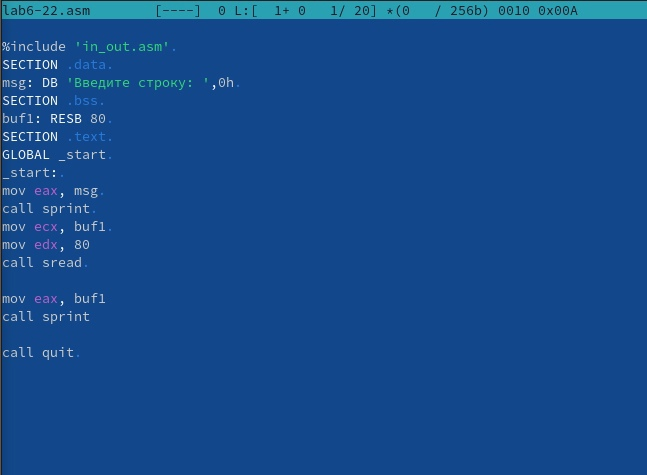 lab6-22.asm [----] 0 L:[ 1+ 0 1/ 20] *(0 / 256b) 0010 0x00A
%include 'in_out.asm'.
SECTION .data.
msg: DB 'Введите строку: ',0h.
SECTION .bss.
buf1: RESB 80.
SECTION .text.
GLOBAL _start.
_start:.
mov eax, msg.
call sprint.
mov ecx, buf1.
mov edx, 80
call sread.
mov eax, buf1
call sprint
call quit.